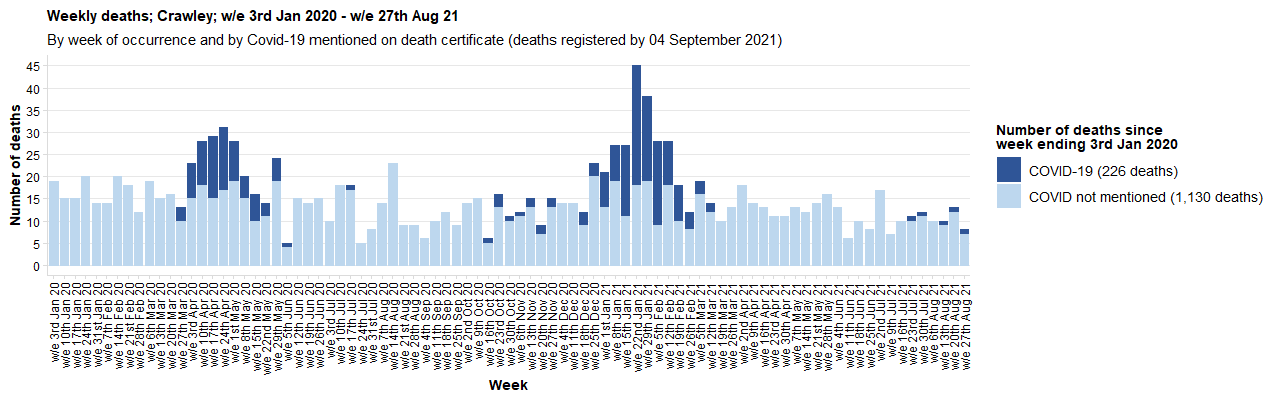 Weekly deaths; Crawley; w/e 3rd Jan 2020 - w/e 27th Aug 21
By week of occurrence and by Covid-19 mentioned on death certificate (deaths registered by 04 September 2021)
Number of deaths
45
40
35
30
25
20
15
10
5
0
w/e 3rd Jan 20
w/e 10th Jan 20
w/e 17th Jan 20
w/e 24th Jan 20
w/e 31st Jan 20
w/e 7th Feb 20
w/e 14th Feb 20
w/e 21st Feb 20
w/e 28th Feb 20
w/e 6th Mar 20
w/e 13th Mar 20
w/e 20th Mar 20
w/e 27th Mar 20
w/e 3rd Apr 20
w/e 10th Apr 20
w/e 17th Apr 20
w/e 24th Apr 20
w/e 1st May 20
w/e 8th May 20
w/e 15th May 20
w/e 22nd May 20
w/e 29th May 20
w/e 5th Jun 20
w/e 12th Jun 20
w/e 19th Jun 20
w/e 26th Jun 20
w/e 3rd Jul 20
w/e 10th Jul 20
w/e 17th Jul 20
w/e 24th Jul 20
w/e 31st Jul 20
w/e 7th Aug 20
w/e 14th Aug 20
w/e 21st Aug 20
w/e 28th Aug 20
w/e 4th Sep 20
w/e 11th Sep 20
w/e 18th Sep 20
w/e 25th Sep 20
w/e 2nd Oct 20
w/e 9th Oct 20
w/e 16th Oct 20
w/e 23rd Oct 20
w/e 30th Oct 20
w/e 6th Nov 20
w/e 13th Nov 20
w/e 20th Nov 20
w/e 27th Nov 20
w/e 4th Dec 20
w/e 11th Dec 20
w/e 18th Dec 20
w/e 25th Dec 20
w/e 1st Jan 21
w/e 8th Jan 21
w/e 15th Jan 21
w/e 22nd Jan 21
w/e 29th Jan 21
w/e 5th Feb 21
w/e 12th Feb 21
w/e 19th Feb 21
w/e 26th Feb 21
w/e 5th Mar 21
w/e 12th Mar 21
w/e 19th Mar 21
w/e 26th Mar 21
w/e 2nd Apr 21
w/e 9th Apr 21
w/e 16th Apr 21
w/e 23rd Apr 21
w/e 30th Apr 21
w/e 7th May 21
w/e 14th May 21
w/e 21st May 21
w/e 28th May 21
w/e 4th Jun 21
w/e 11th Jun 21
w/e 18th Jun 21
w/e 25th Jun 21
w/e 2nd Jul 21
w/e 9th Jul 21
w/e 16th Jul 21
w/e 23rd Jul 21
w/e 30th Jul 21
w/e 6th Aug 21
w/e 13th Aug 21
w/e 20th Aug 21
w/e 27th Aug 21
Week
Number of deaths since
week ending 3rd Jan 2020
COVID-19 (226 deaths)
COVID not mentioned (1,130 deaths)